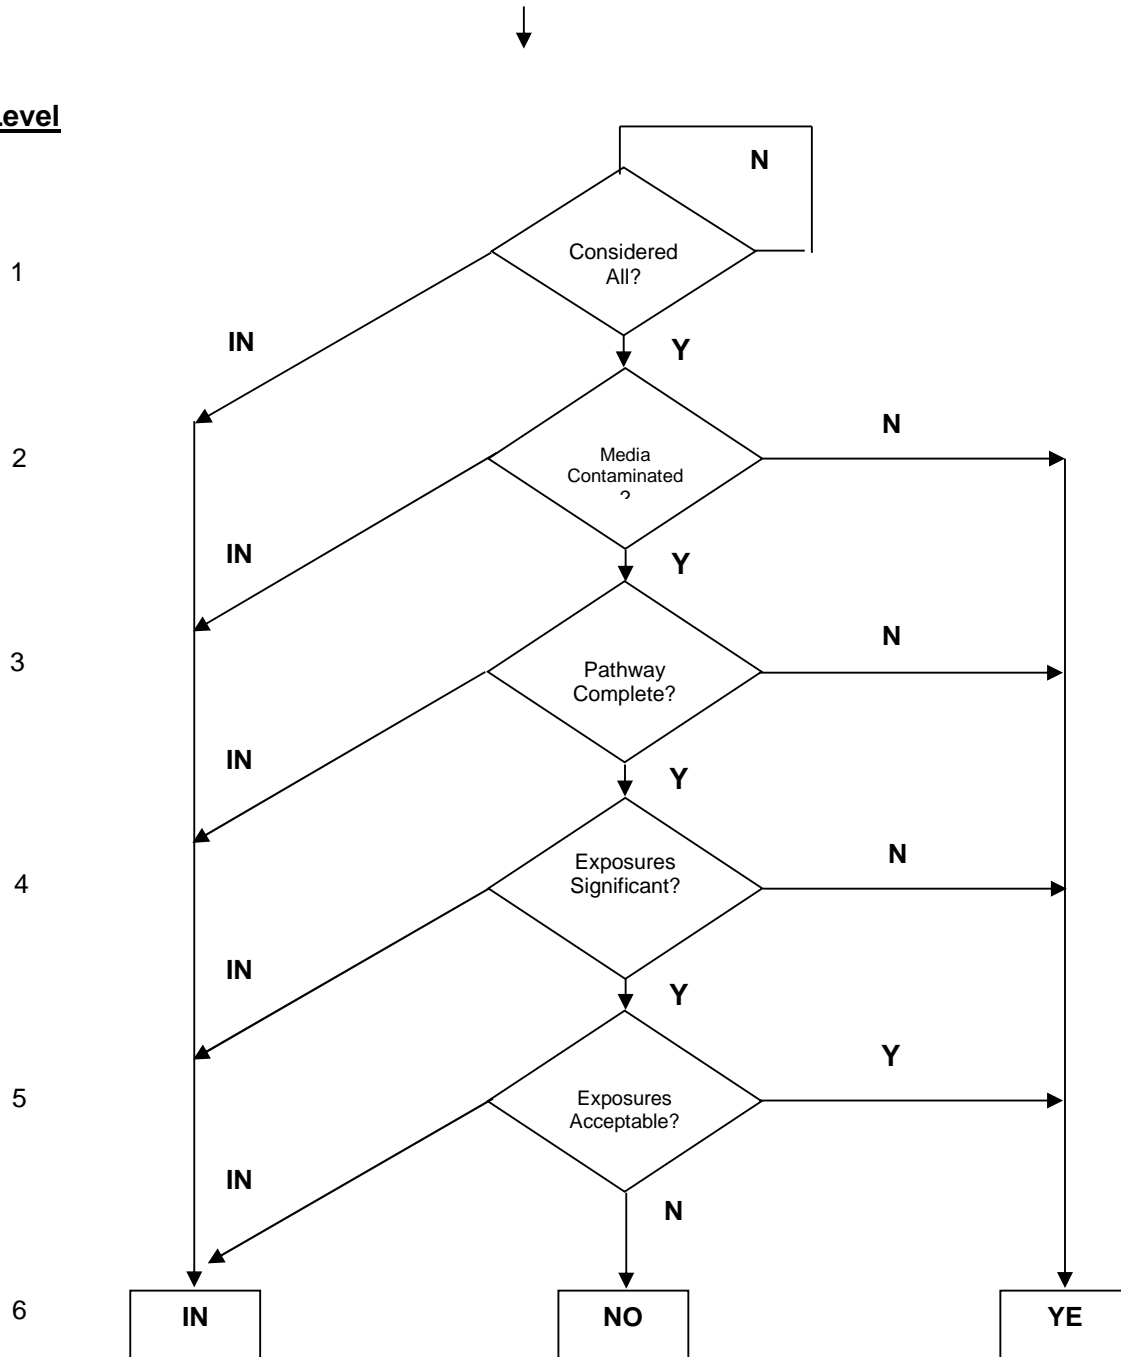 Level
N
1
Considered
All?
IN
Y
2
Media
Contaminated
?
N
IN
Y
3
Pathway
Complete?
N
IN
Y
4
Exposures
Significant?
N
IN
Y
5
Exposures
Acceptable?
Y
IN
N
6
IN
NO
YE